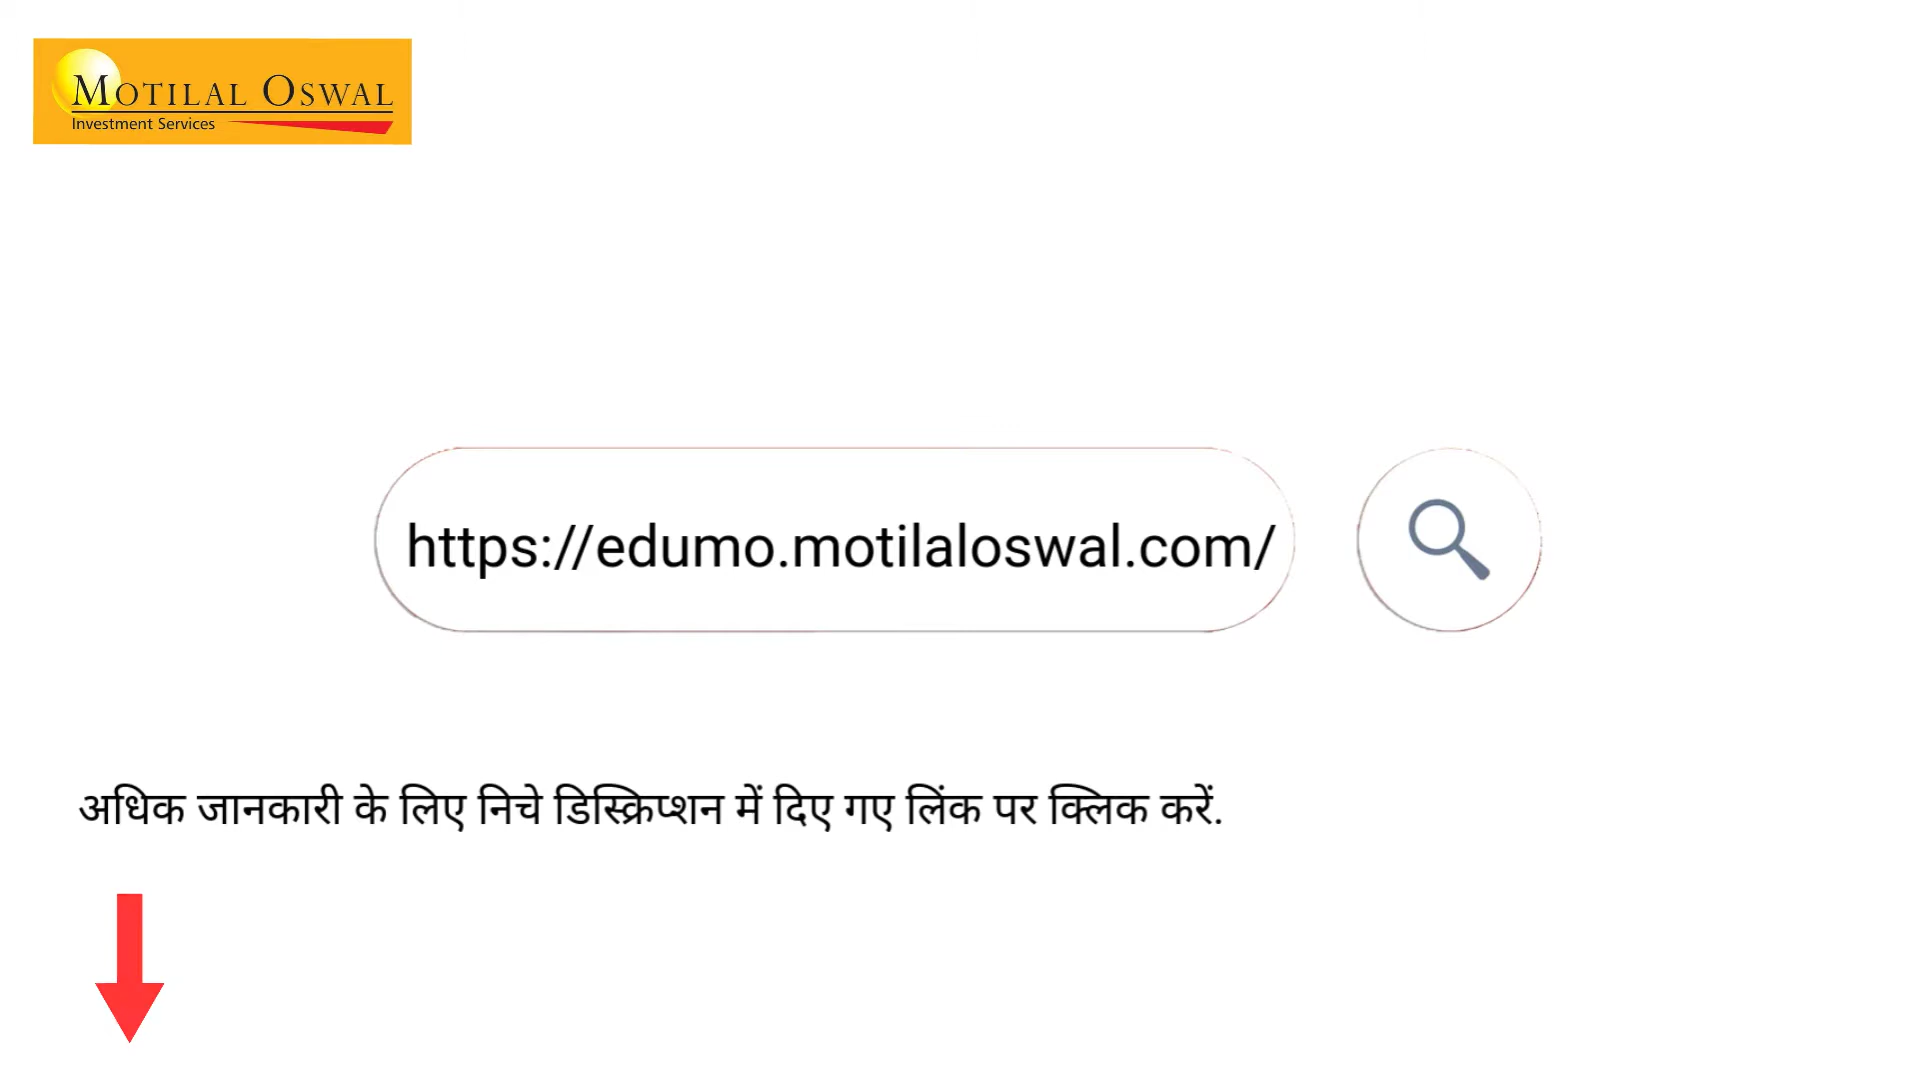 MOTILAL OSWAL
Investment Services
https://edumo.motilaloswal.com/
अधिक जानकारी के लिए निचे डिस्क्रिप्शन में दिए गए लिंक पर क्लिक करें.